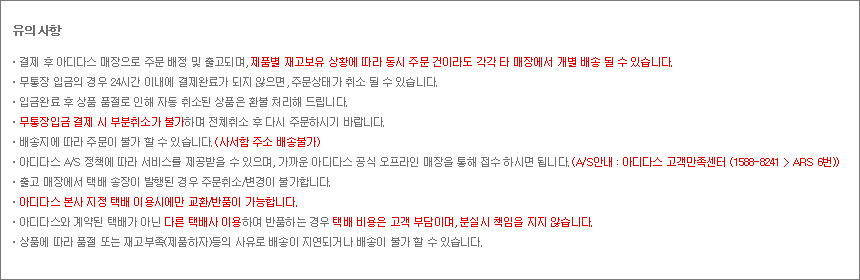 유의 사항
· 결제 후 아디다스 매장으로 주문 배정 및 출고되며, 제품별 재고보유 상황에 따라 동시 주문 건이라도 각각 타 매장에서 개별 배송 될 수 있습니다.
· 무통장 입금의 경우 24시간 이내에 결제완료가 되지 않으면, 주문상태가 취소 될 수 있습니다.
· 입금완료 후 상품 품절로 인해 자동 취소된 상품은 환불 처리해 드립니다.
· 무통장입금 결제 시 부분취소가 불가하며 전체취소 후 다시 주문하시기 바랍니다.
· 배송지에 따라 주문이 불가 할 수 있습니다. (사서함 주소 배송불가)
· 아디다스 A/S 정책에 따라 서비스를 제공받을 수 있으며, 가까운 아디다스 공식 오프라인 매장을 통해 접수 하시면 됩니다. (A/S안내 : 아디다스 고객만족센터 (1588-8241 > ARS 6번))
· 출고 매장에서 택배 송장이 발행된 경우 주문취소/변경이 불가합니다.
· 아디다스 본사 지정 택배 이용시에만 교환/반품이 가능합니다.
· 아디다스와 계약된 택배가 아닌 다른 택배사 이용하여 반품하는 경우 택배 비용은 고객 부담이며, 분실시 책임을 지지 않습니다.
· 상품에 따라 품절 또는 재고부족(제품하자)등의 사유로 배송이 지연되거나 배송이 불가 할 수 있습니다.